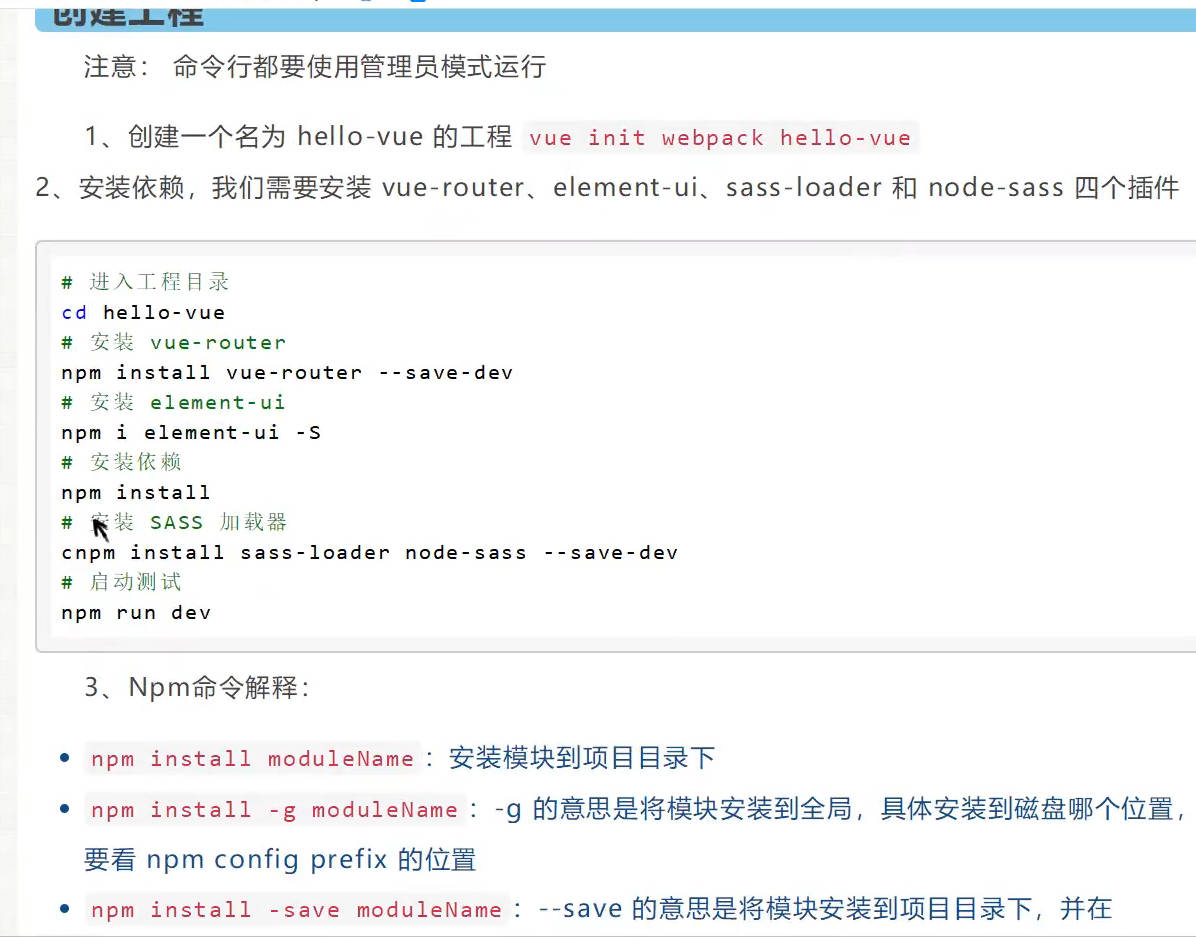 创建工程
注意： 命令行都要使用管理员模式运行
1、创建一个名为 hello-vue 的工程 vue init webpack hello-vue
2、安装依赖，我们需要安装 vue-router、element-ui、sass-loader 和 node-sass 四个插件
# 进入工程目录
cd hello-vue
# 安装 vue-router
npm install vue-router --save-dev
# 安装 element-ui
npm i element-ui -S
# 安装依赖
npm install
# 安装 SASS 加载器
cnpm install sass-loader node-sass --save-dev
# 启动测试
npm run dev
3、Npm命令解释：
npm install moduleName ：安装模块到项目目录下
npm install -g moduleName ：-g 的意思是将模块安装到全局，具体安装到磁盘哪个位置，
要看 npm config prefix 的位置
npm install -save moduleName ：--save 的意思是将模块安装到项目目录下，并在